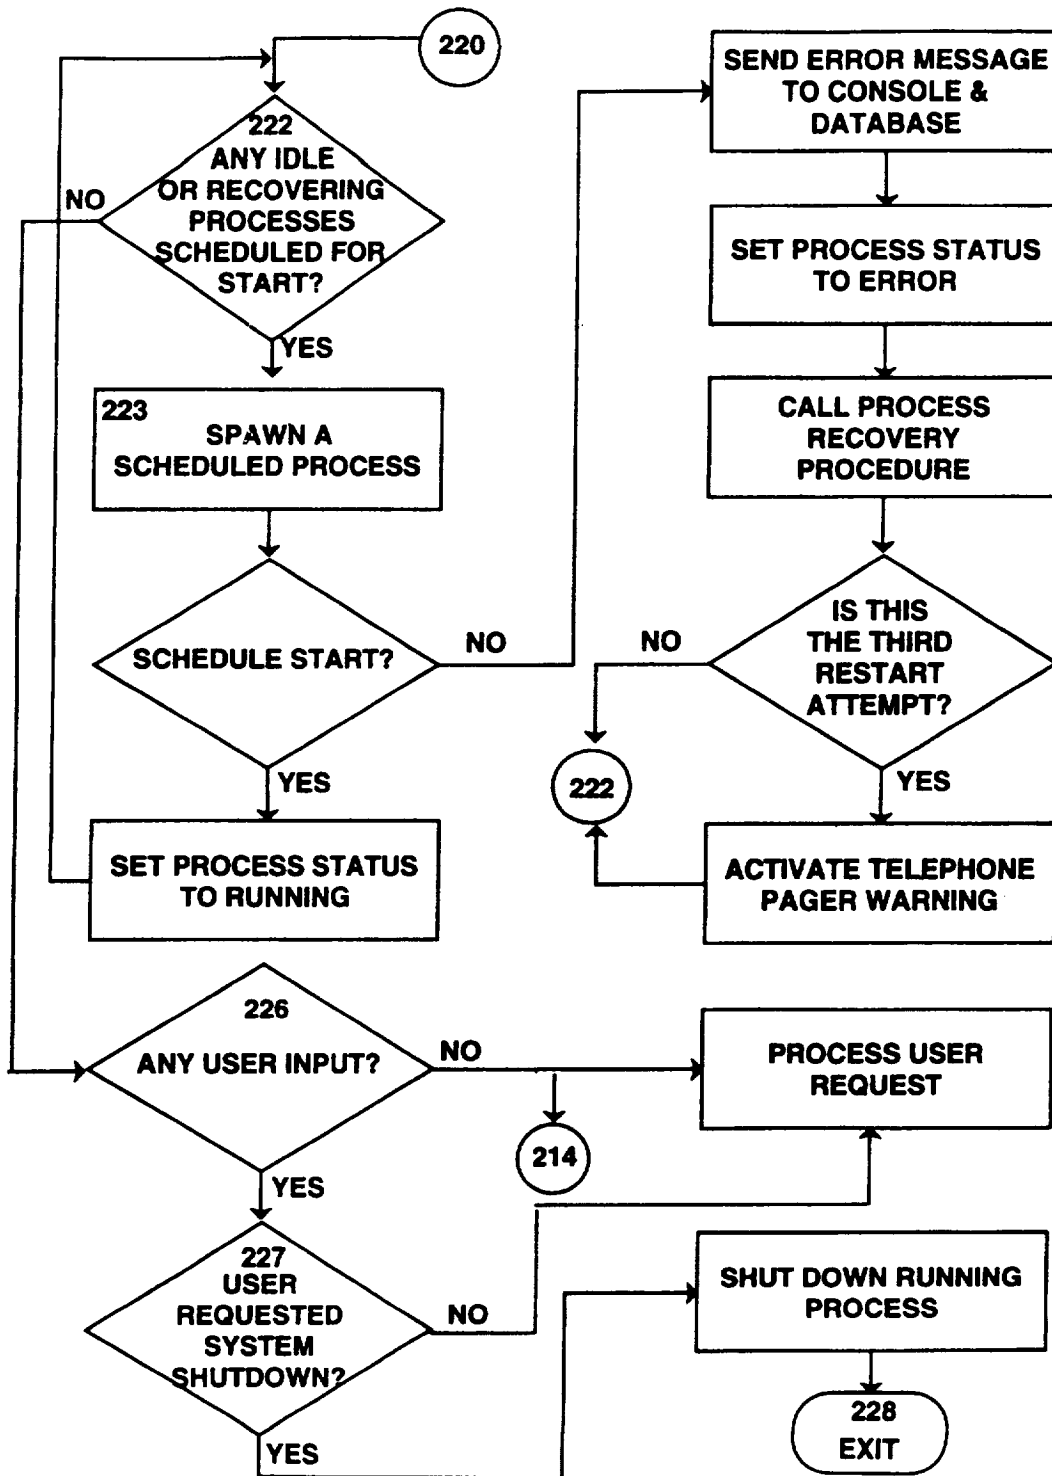 220
222
ANY IDLE
OR RECOVERING
PROCESSES
SCHEDULED FOR
START?
NO
YES
223
SPAWN A
SCHEDULED PROCESS
SCHEDULE START?
NO
YES
SET PROCESS STATUS
TO RUNNING
SEND ERROR MESSAGE
TO CONSOLE &
DATABASE
SET PROCESS STATUS
TO ERROR
CALL PROCESS
RECOVERY
PROCEDURE
IS THIS
THE THIRD
RESTART
ATTEMPT?
NO
222
YES
ACTIVATE TELEPHONE
PAGER WARNING
226
ANY USER INPUT?
NO
214
PROCESS USER
REQUEST
YES
227
USER
REQUESTED
SYSTEM
SHUTDOWN?
NO
YES
SHUT DOWN RUNNING
PROCESS
228
EXIT